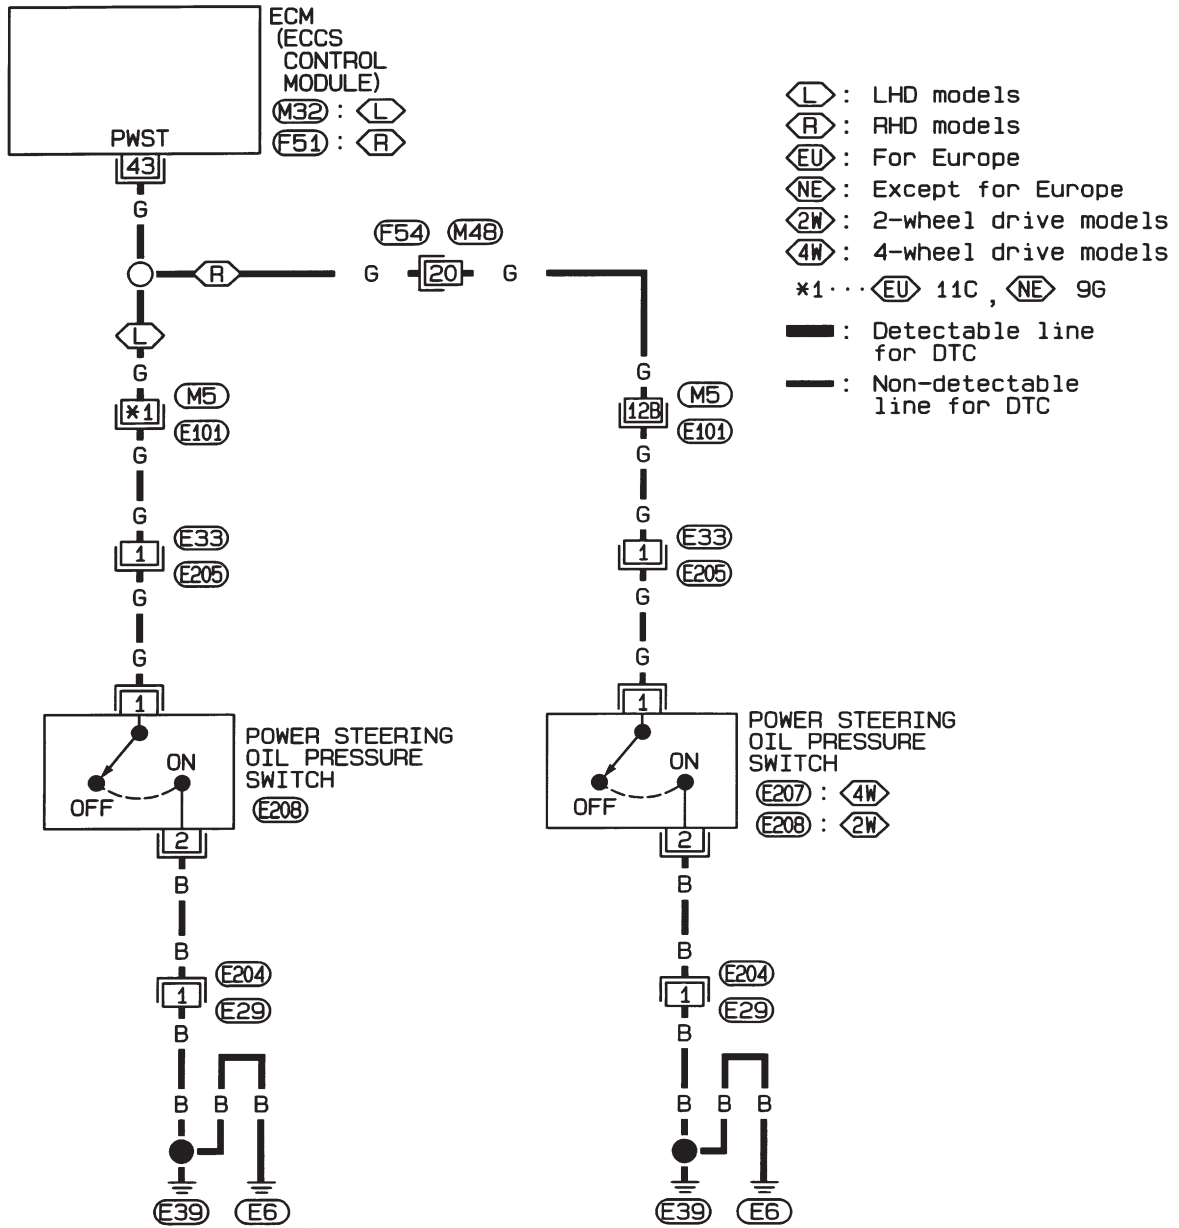 ECM
(ECCS
CONTROL
MODULE)
M32 : L
F51 : R
PWST
43
G
R
G
F54 M48
20
G
L
G
*1
M5
E101
G
G
1
E33
E205
G
G
1
POWER STEERING
OIL PRESSURE
SWITCH
E208
ON
OFF
2
B
B
1
E204
E29
B
B B B
E39 E6
G
12B
M5
E101
G
G
1
E33
E205
G
G
1
POWER STEERING
OIL PRESSURE
SWITCH
E207 : 4W
E208 : 2W
ON
OFF
2
B
B
1
E204
E29
B
B B B
E39 E6
L : LHD models
R : RHD models
EU : For Europe
NE : Except for Europe
2W : 2-wheel drive models
4W : 4-wheel drive models
*1··· EU 11C , NE 9G
: Detectable line
for DTC
: Non-detectable
line for DTC